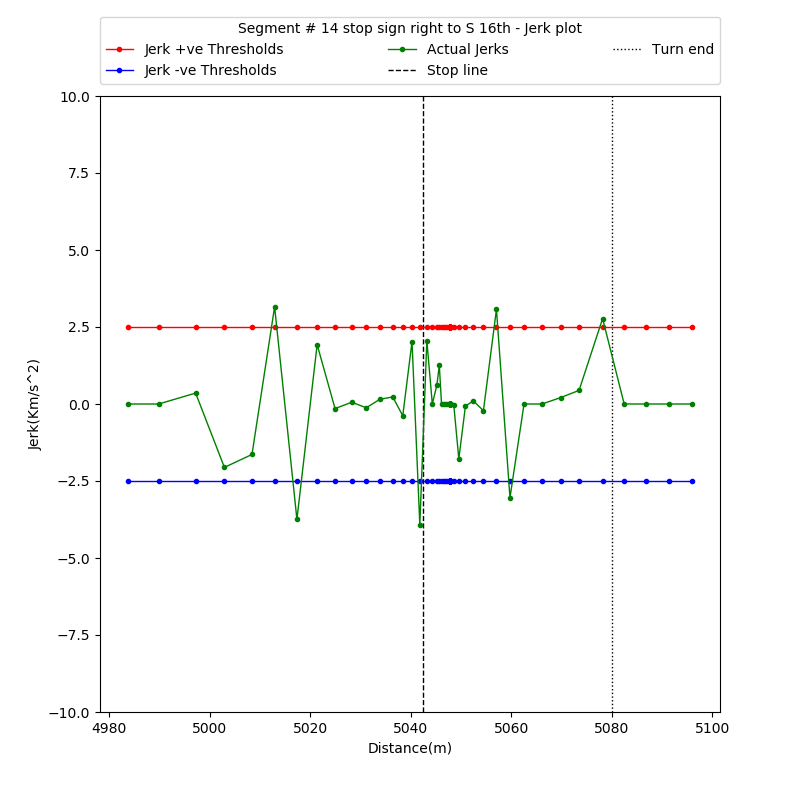 Segment # 14 stop sign right to S 16th - Jerk plot
Jerk +ve Thresholds Actual Jerks Turn end
Jerk -ve Thresholds Stop line
10.0
7.5
5.0
2.5
0.0
−2.5
−5.0
−7.5
−10.0
Jerk(Km/s^2)
4980 5000 5020 5040 5060 5080 5100
Distance(m)